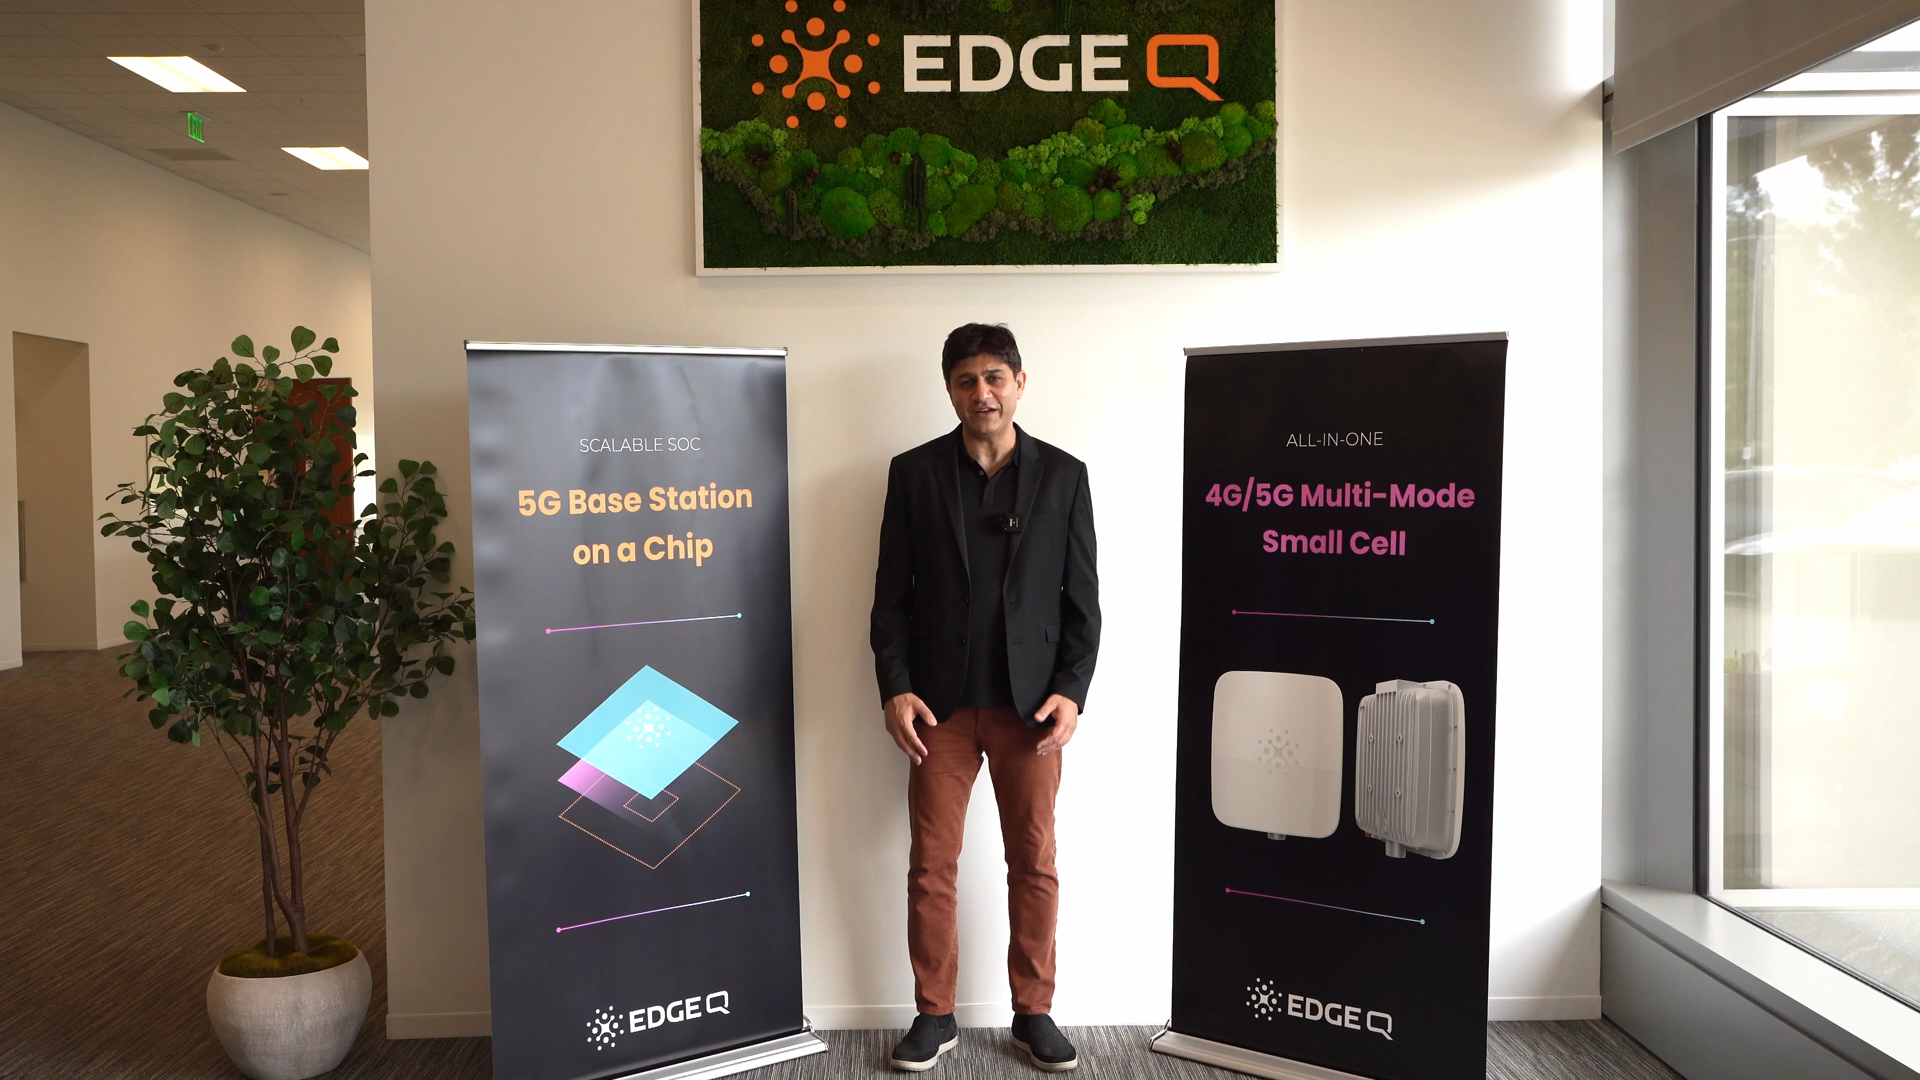 EDGE Q
EXIT
SCALABLE SOC
5G Base Station
on a Chip
EDGE Q
ALL-IN-ONE
4G/5G Multi-Mode
Small Cell
EDGE Q